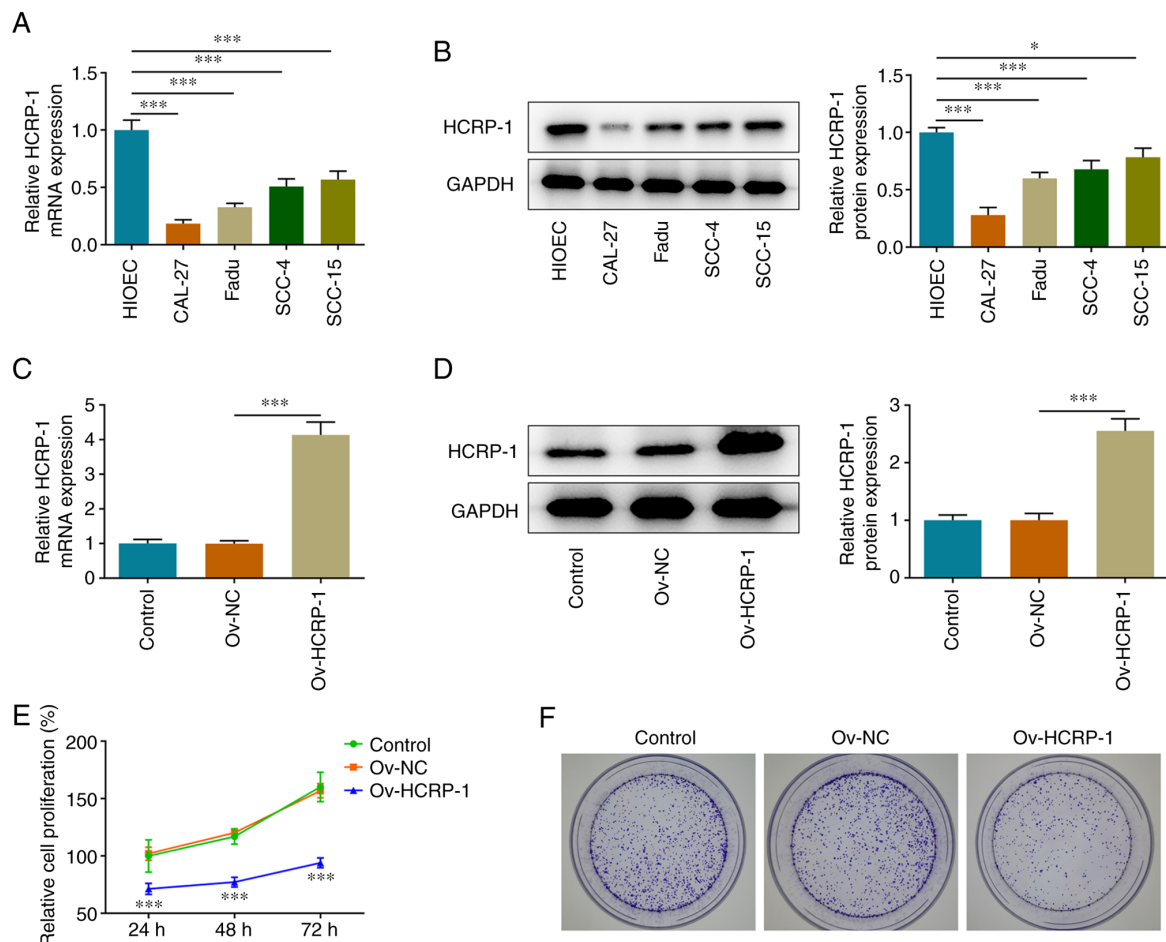 A
Relative HCRP-1
mRNA expression
1.5
1.0
0.5
0.0
***
***
***
***
HIOEC
CAL-27
Fadu
SCC-4
SCC-15
B
HCRP-1
GAPDH
HIOEC
CAL-27
Fadu
SCC-4
SCC-15
Relative HCRP-1
protein expression
1.5
1.0
0.5
0.0
*
***
***
***
HIOEC
CAL-27
Fadu
SCC-4
SCC-15
C
Relative HCRP-1
mRNA expression
5
4
3
2
1
0
***
Control
Ov-NC
Ov-HCRP-1
D
HCRP-1
GAPDH
Control
Ov-NC
Ov-HCRP-1
Relative HCRP-1
protein expression
3
2
1
0
***
Control
Ov-NC
Ov-HCRP-1
E
Relative cell proliferation (%)
200
150
100
50
Control
Ov-NC
Ov-HCRP-1
***
***
***
24 h
48 h
72 h
F
Control
Ov-NC
Ov-HCRP-1